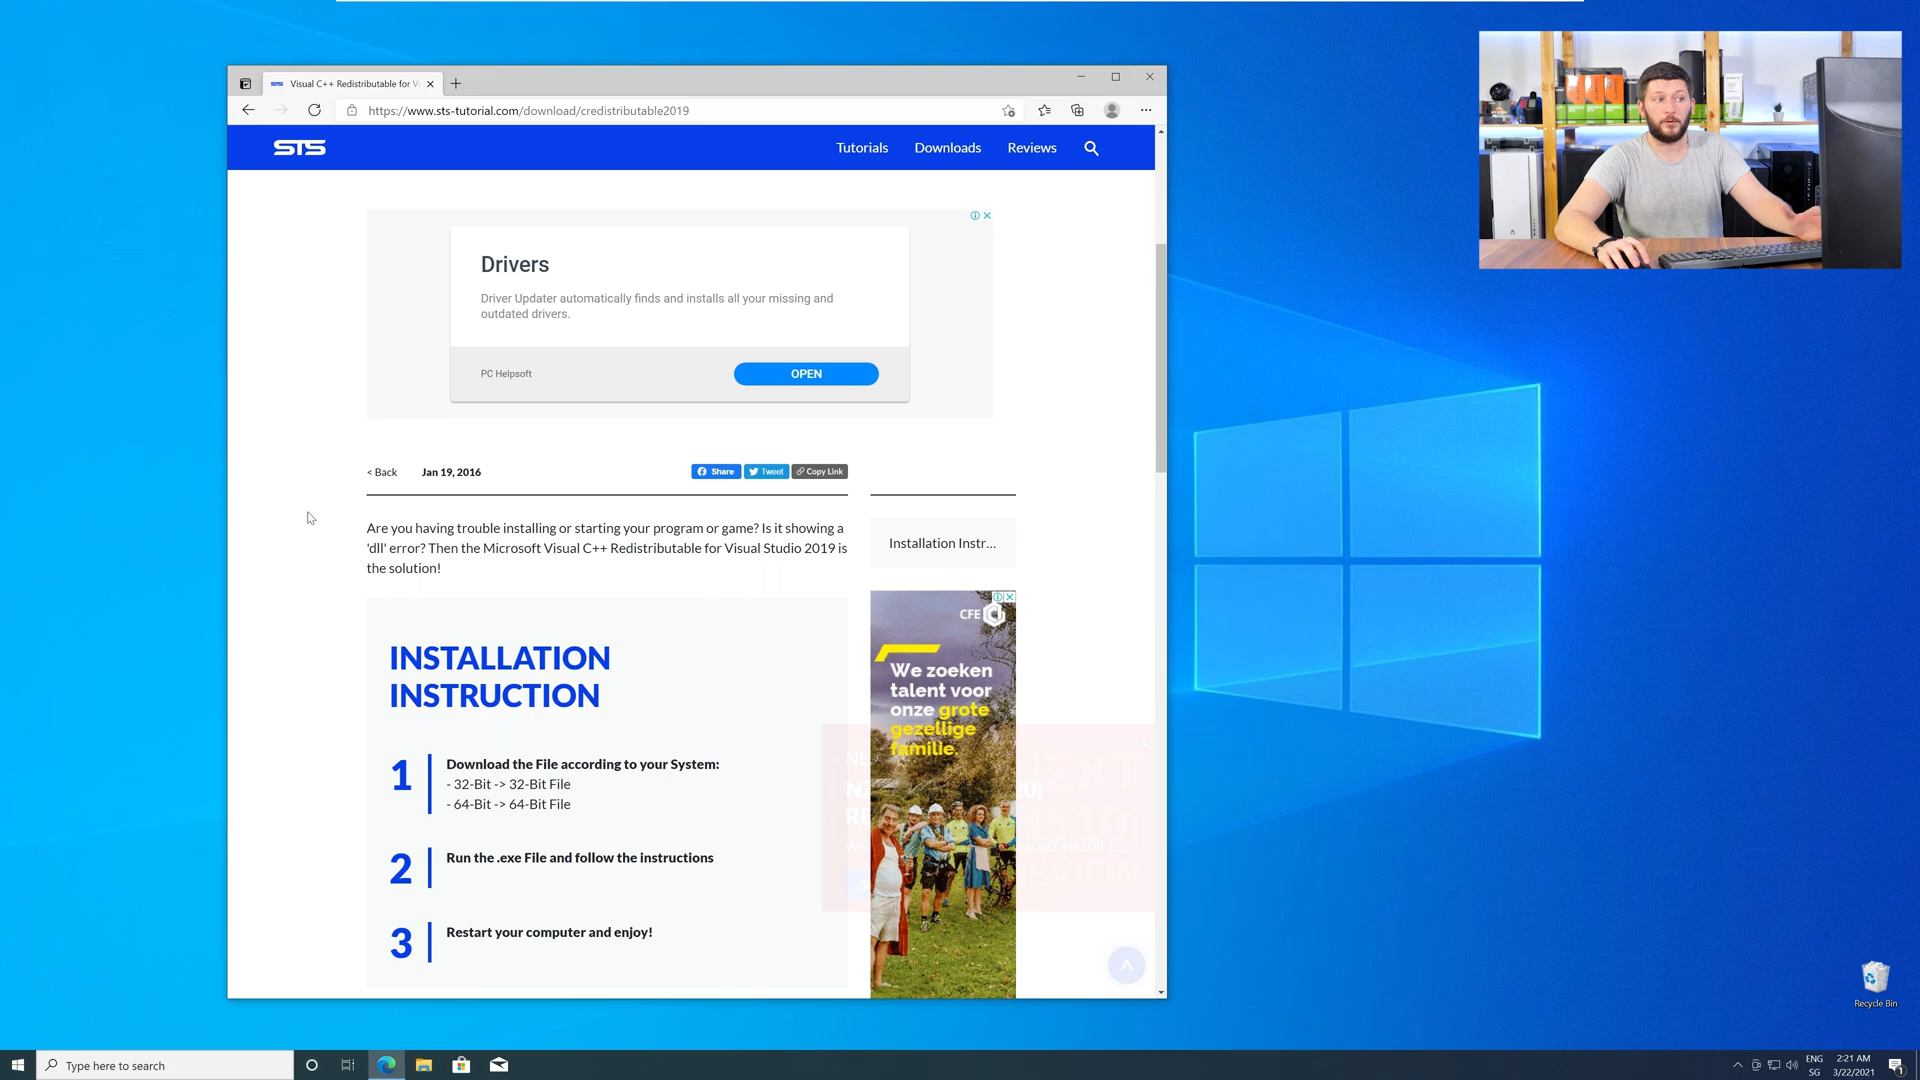 Visual C++ Redistributable for Vi
https://www.sts-tutorial.com/download/credistributable2019
STS
Tutorials
Downloads
Reviews
Drivers
Driver Updater automatically finds and installs all your missing and
outdated drivers.
PC Helpsoft
OPEN
< Back
Jan 19, 2016
Share
Tweet
Copy Link
Are you having trouble installing or starting your program or game? Is it showing a
'dll' error? Then the Microsoft Visual C++ Redistributable for Visual Studio 2019 is
the solution!
Installation Instr...
CFE
We zoeken
talent voor
onze grote
gezellige
familie.
INSTALLATION
INSTRUCTION
1
Download the File according to your System:
- 32-Bit -> 32-Bit File
- 64-Bit -> 64-Bit File
2
Run the .exe File and follow the instructions
3
Restart your computer and enjoy!
Recycle Bin
Type here to search
ENG
SG
2:21 AM
3/22/2021
1